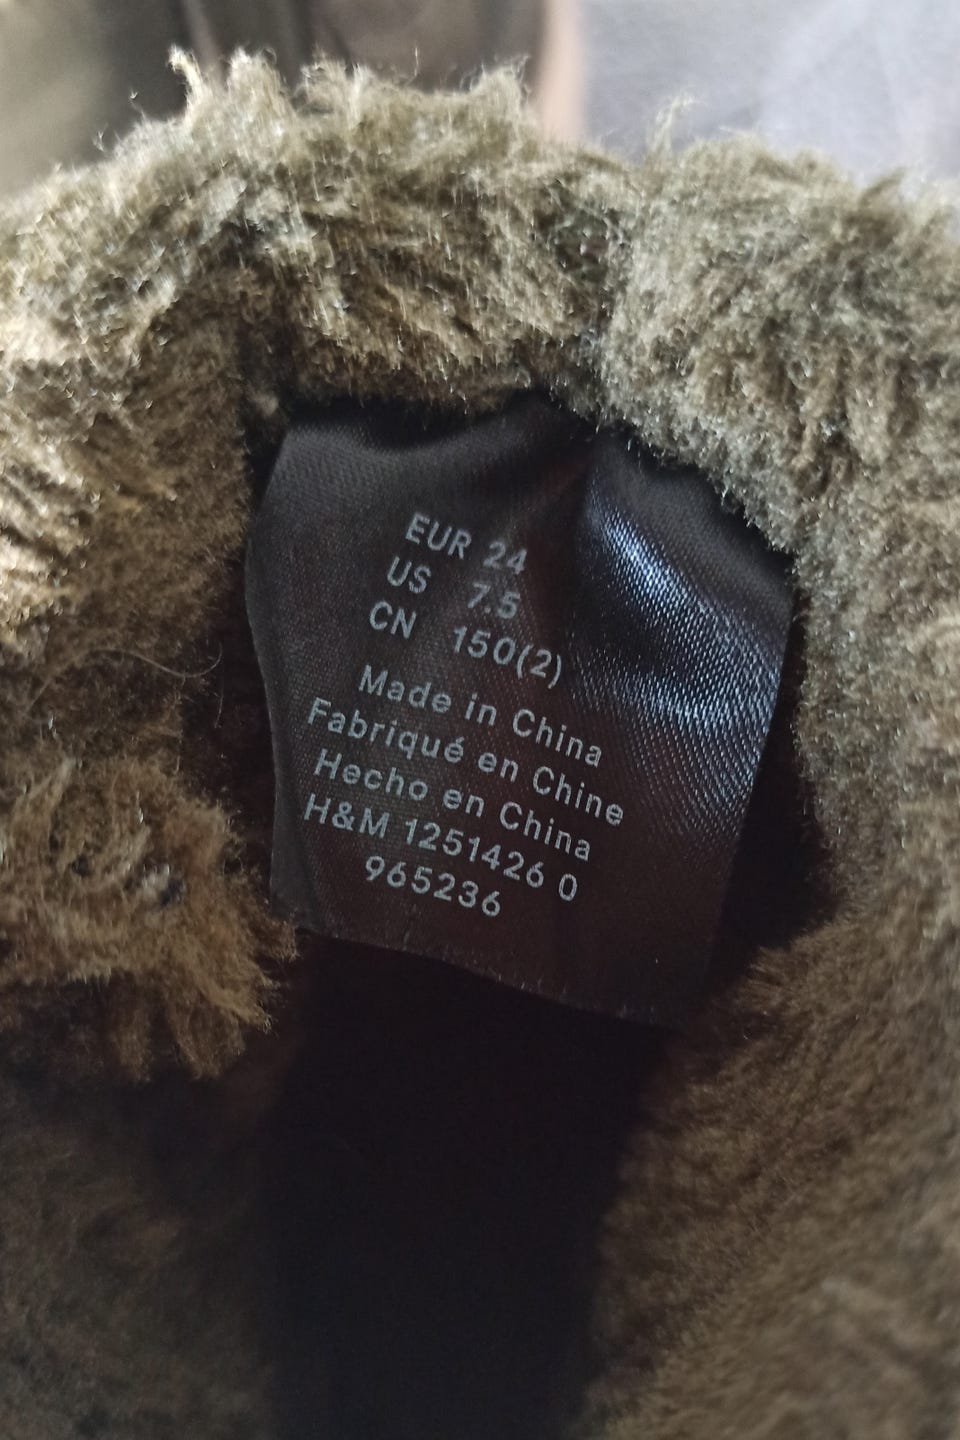 EUR 24
US 7.5
CN 150(2)
Made in China
Fabriqué en Chine
Hecho en China
H&M 1251426 0
965236